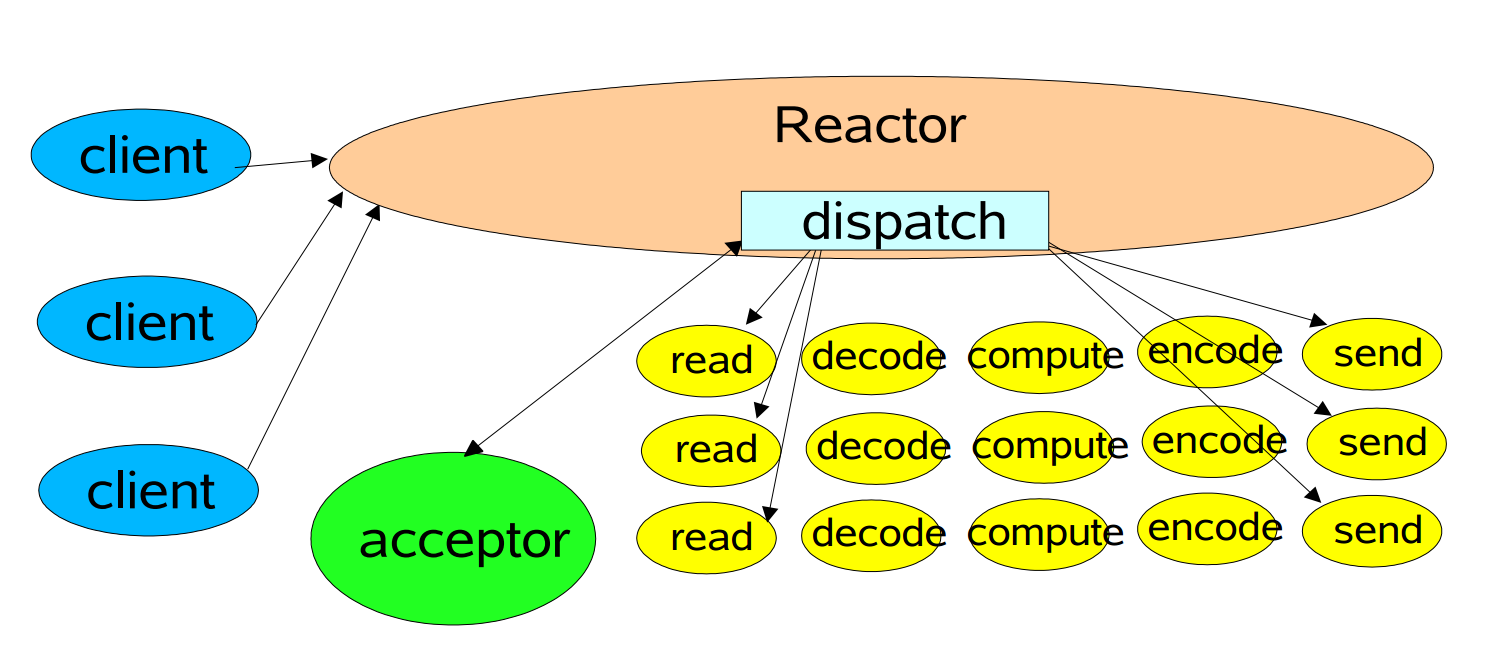 Reactor
client
dispatch
client
client
acceptor
read decode compute encode send
read decode compute encode send
read decode compute encode send